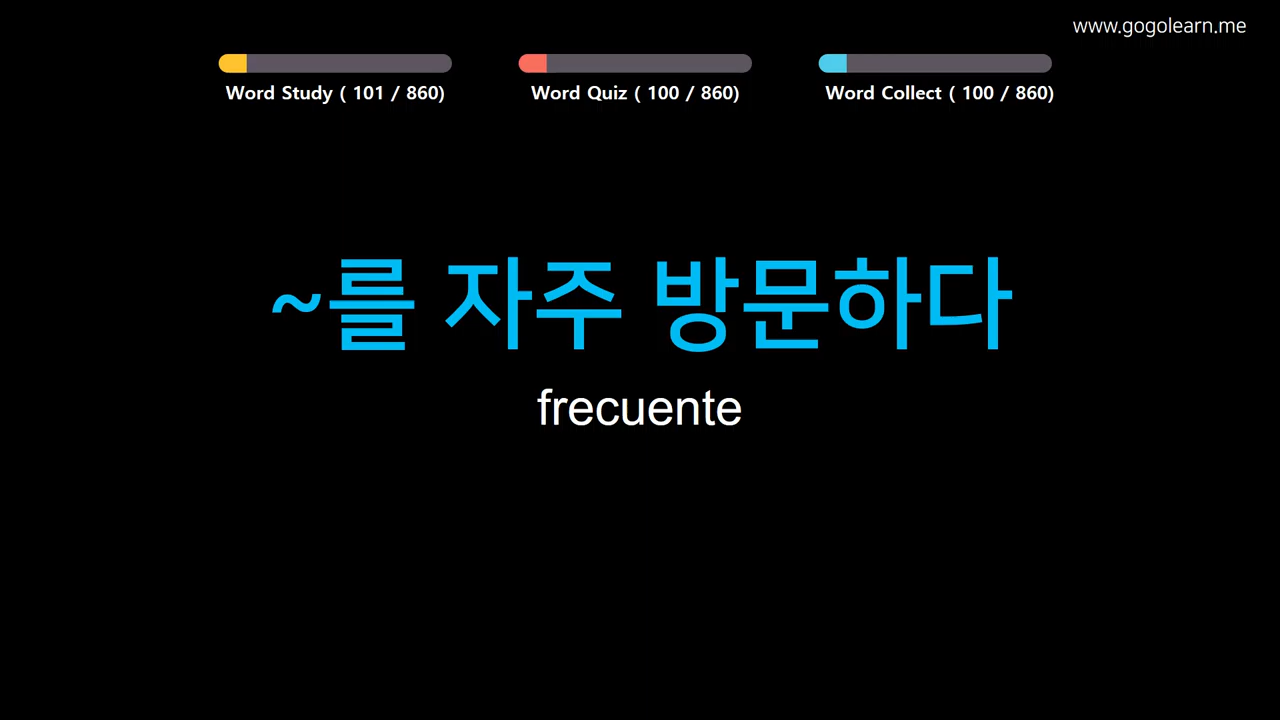 www.gogolearn.me
Word Study ( 101 / 860)
Word Quiz ( 100 / 860)
Word Collect ( 100 / 860)
~를 자주 방문하다
frecuente